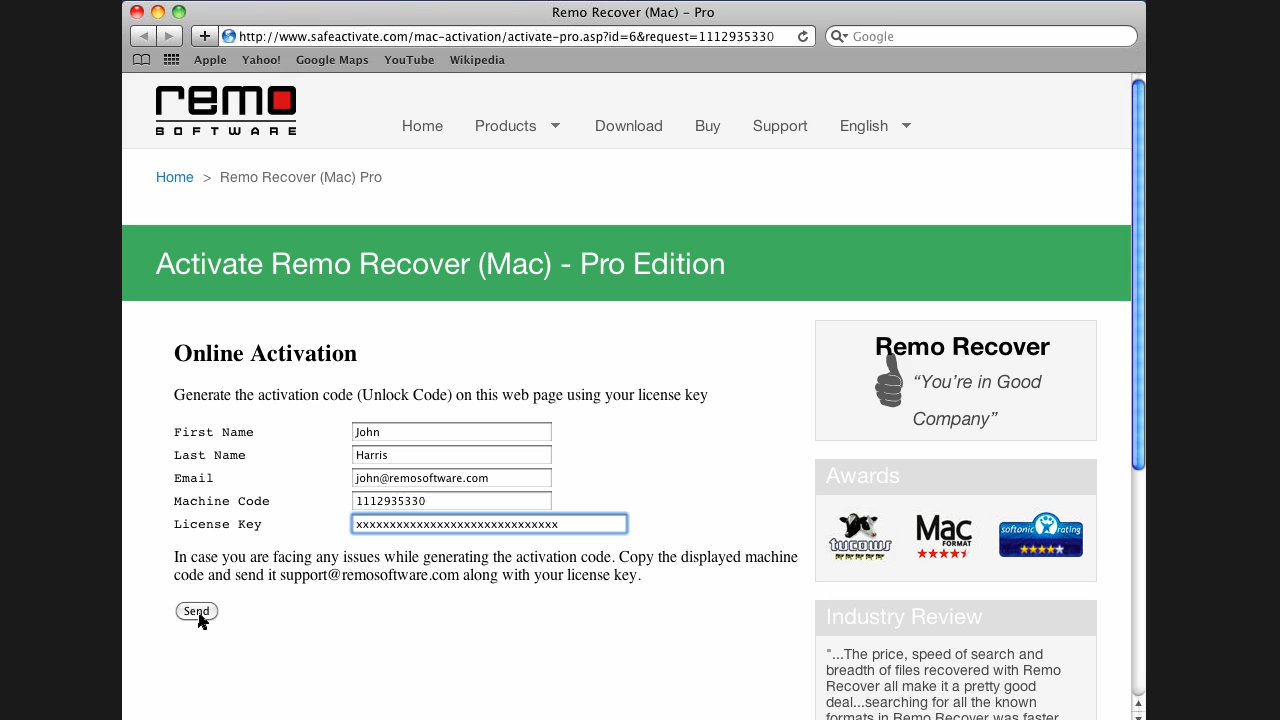 Remo Recover (Mac) – Pro
http://www.safeactivate.com/mac-activation/activate-pro.asp?id=6&request=1112935330
Google
Apple Yahoo! Google Maps YouTube Wikipedia
remo
SOFTWARE
Home Products Download Buy Support English
Home > Remo Recover (Mac) Pro
Activate Remo Recover (Mac) - Pro Edition
Online Activation
Generate the activation code (Unlock Code) on this web page using your license key
First Name John
Last Name Harris
Email john@remosoftware.com
Machine Code 1112935330
License Key xxxxxxxxxxxxxxxxxxxxxxxxxxxxxx
In case you are facing any issues while generating the activation code. Copy the displayed machine
code and send it support@remosoftware.com along with your license key.
Send
Remo Recover
“You’re in Good
Company”
Awards
tucows
Mac
FORMAT
softonic rating
Industry Review
"...The price, speed of search and
breadth of files recovered with Remo
Recover all make it a pretty good
deal...searching for all the known
formats in Remo Recover was faster